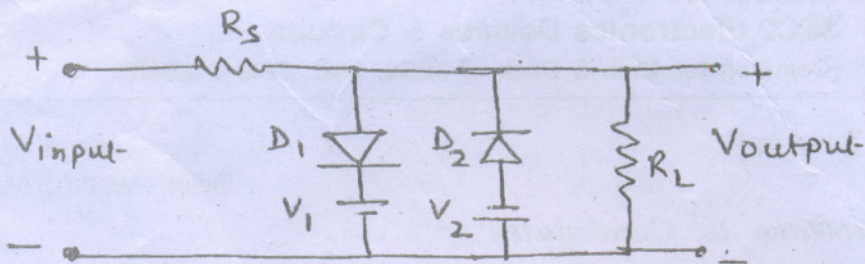 Rs
+ +
Vinput D1 D2 RL Voutput
V1 V2
− −